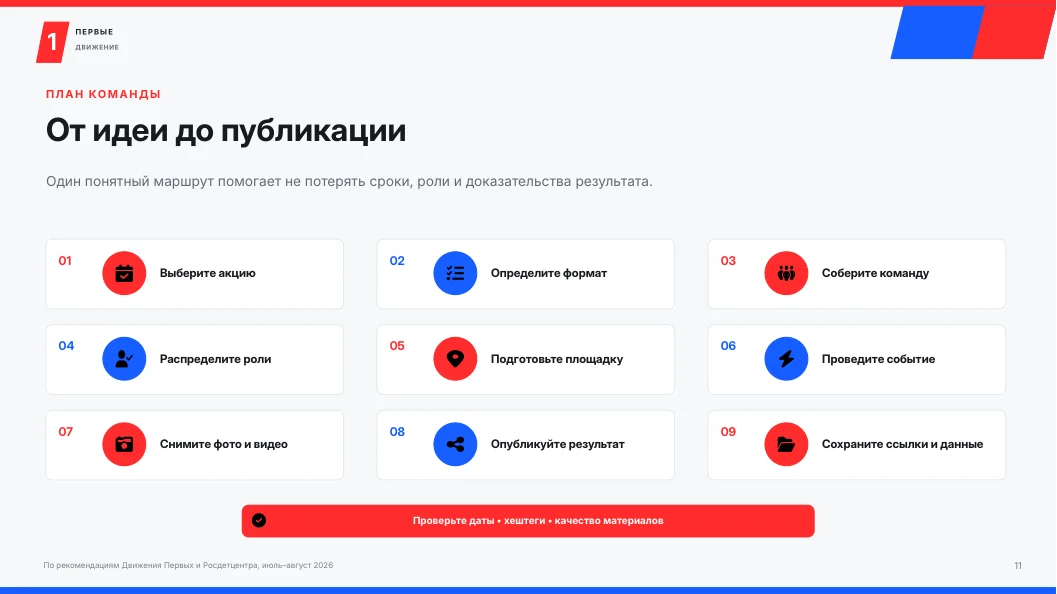 1
ПЕРВЫЕ
ДВИЖЕНИЕ
ПЛАН КОМАНДЫ
От идеи до публикации
Один понятный маршрут помогает не потерять сроки, роли и доказательства результата.
01
Выберите акцию
02
Определите формат
03
Соберите команду
04
Распределите роли
05
Подготовьте площадку
06
Проведите событие
07
Снимите фото и видео
08
Опубликуйте результат
09
Сохраните ссылки и данные
Проверьте даты • хештеги • качество материалов
По рекомендациям Движения Первых и Росдетцентра, июль–август 2026
11